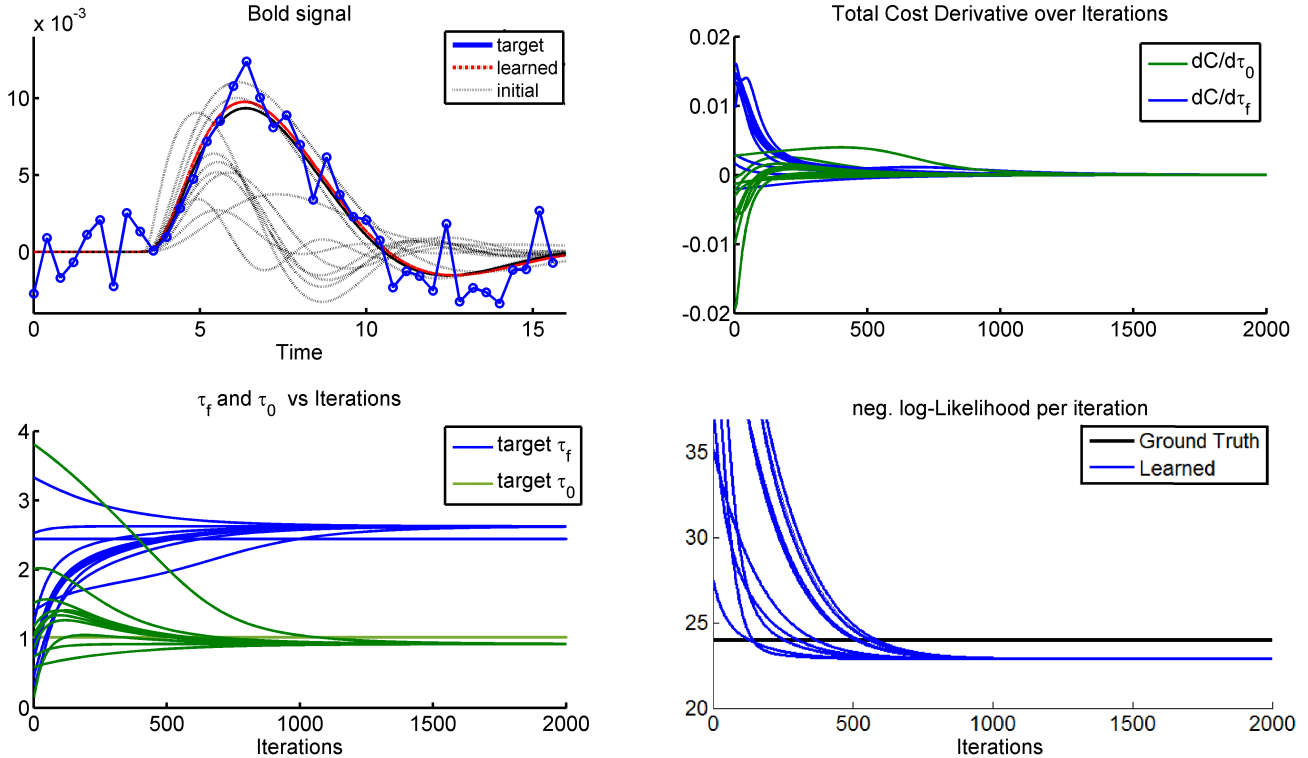 Bold signal
x 10⁻³
target
learned
initial
10
5
0
0
5
10
15
Time
Total Cost Derivative over Iterations
0.02
0.01
0
-0.01
-0.02
dC/dτ₀
dC/dτ_f
0
500
1000
1500
2000
τ_f and τ₀ vs Iterations
4
3
2
1
0
target τ_f
target τ₀
0
500
1000
1500
2000
Iterations
neg. log-Likelihood per iteration
35
30
25
20
Ground Truth
Learned
0
500
1000
1500
2000
Iterations